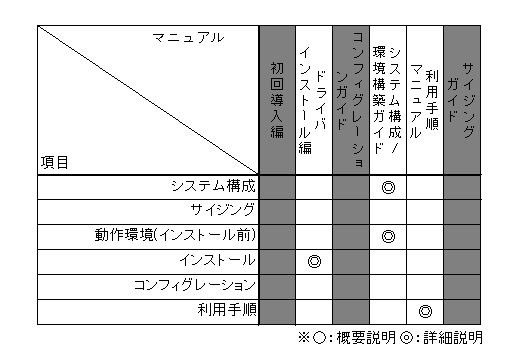 マニュアル
項目
初回導入編
ドライバ
インストール編
コンフィグレーショ
ンガイド
システム構成/
環境構築ガイド
利用手順
マニュアル
サイジング
ガイド
システム構成 ◎
サイジング
動作環境(インストール前) ◎
インストール ◎
コンフィグレーション
利用手順 ◎
※○:概要説明 ◎:詳細説明